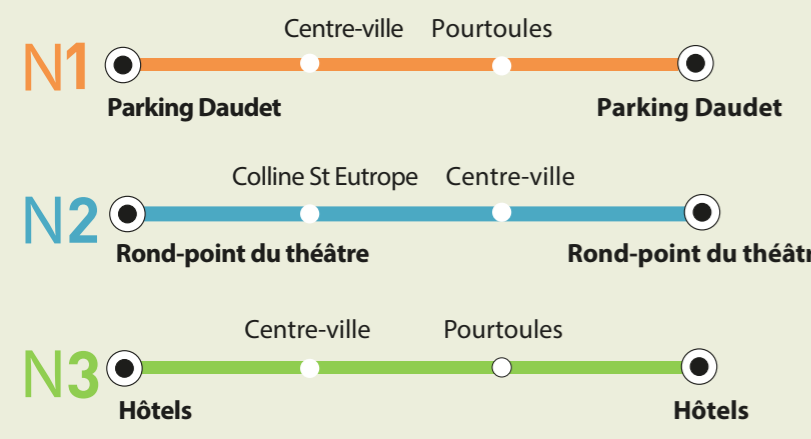 Centre-ville Pourtoules
N1
Parking Daudet Parking Daudet
Colline St Eutrope Centre-ville
N2
Rond-point du théâtre Rond-point du théâtr
Centre-ville Pourtoules
N3
Hôtels Hôtels